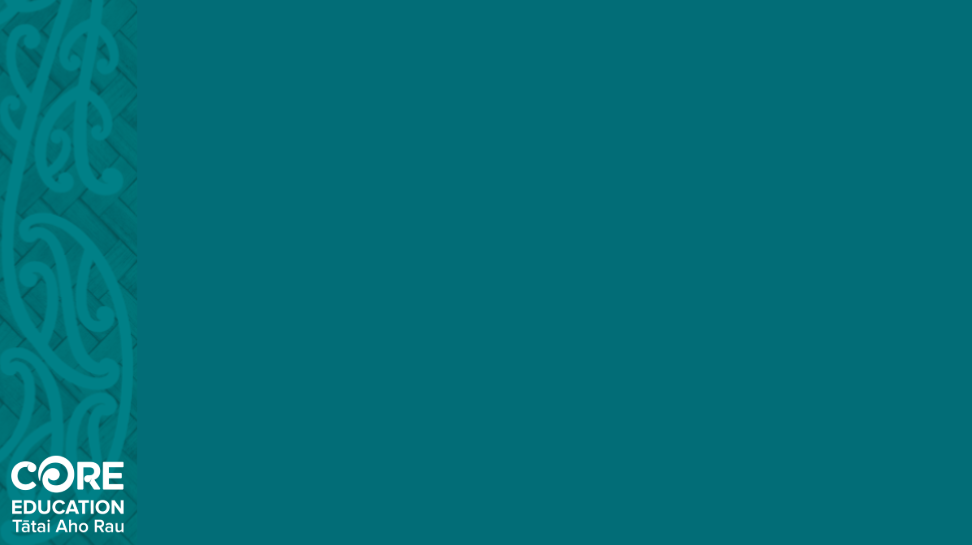 CORE
EDUCATION
Tātai Aho Rau